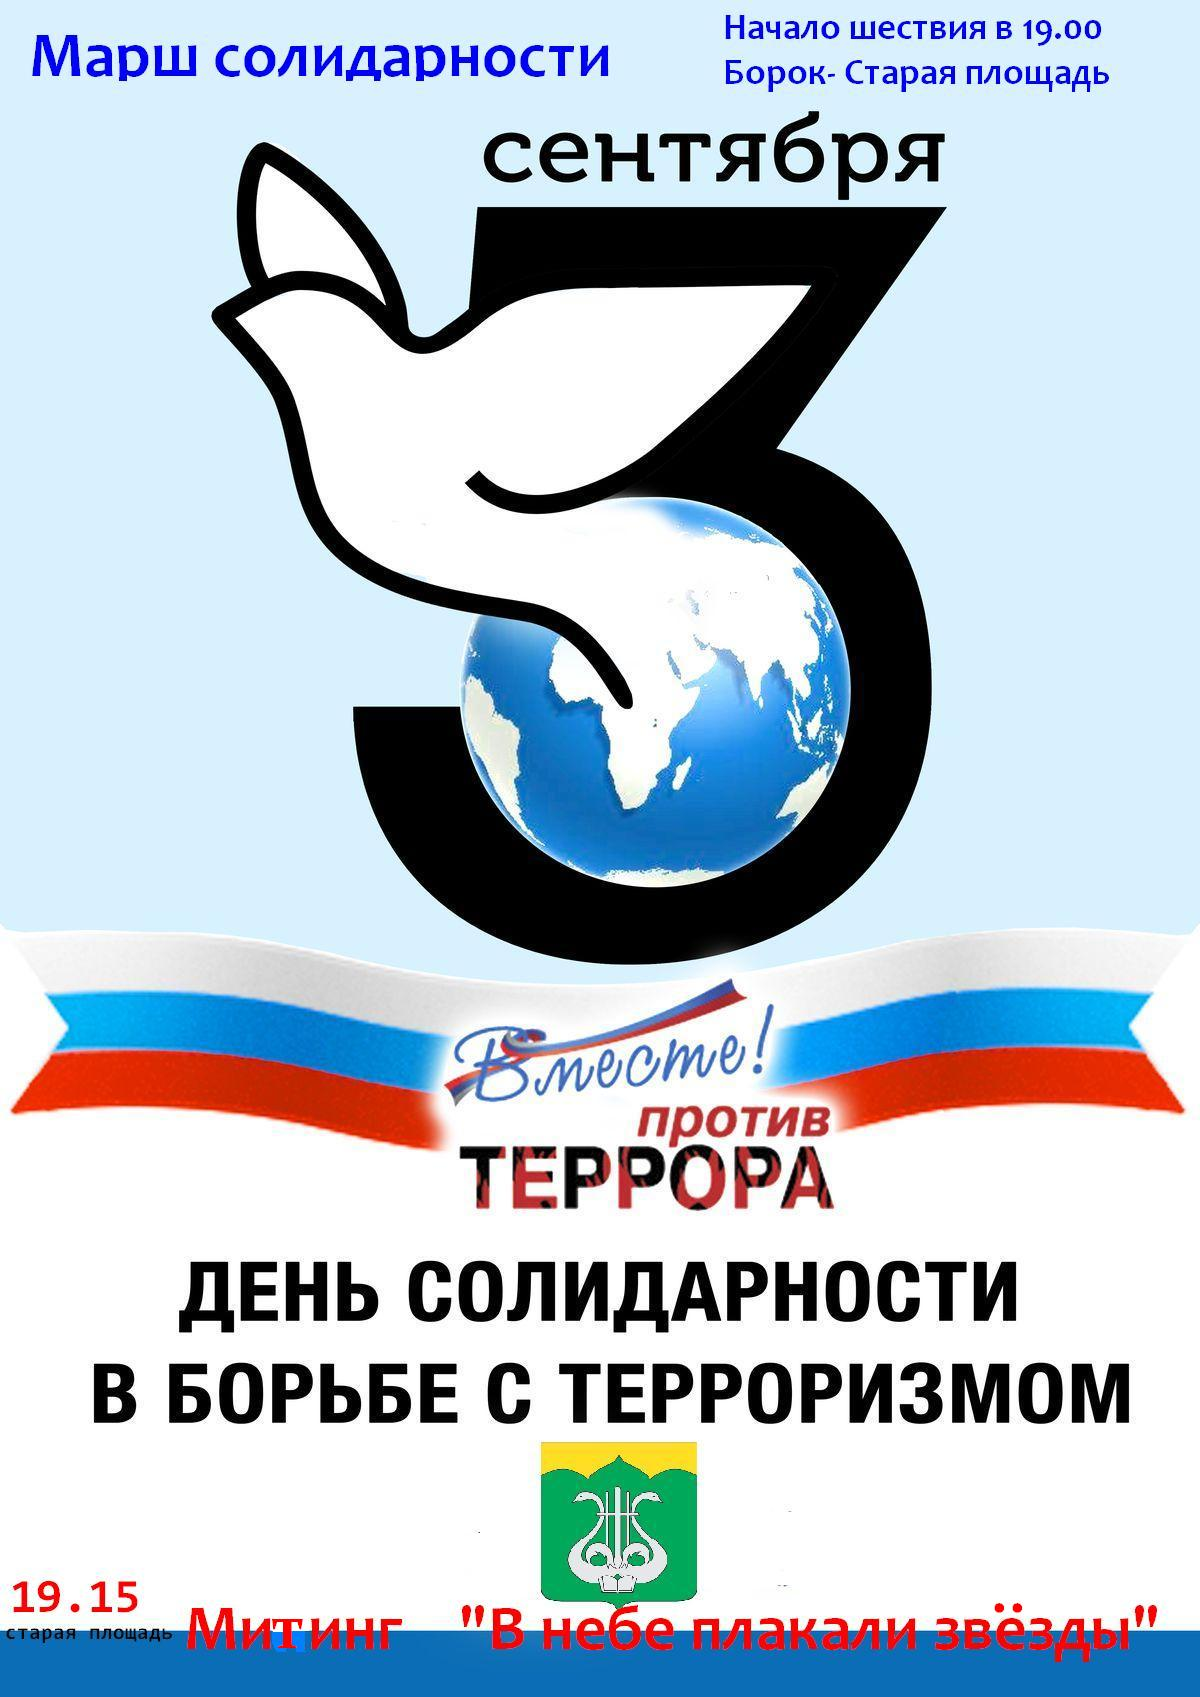 Марш солидарности
Начало шествия в 19.00
Борок- Старая площадь
сентября
3
Вместе!
против
ТЕРРОРА
ДЕНЬ СОЛИДАРНОСТИ
В БОРЬБЕ С ТЕРРОРИЗМОМ
19.15
старая площадь
Митинг "В небе плакали звёзды"